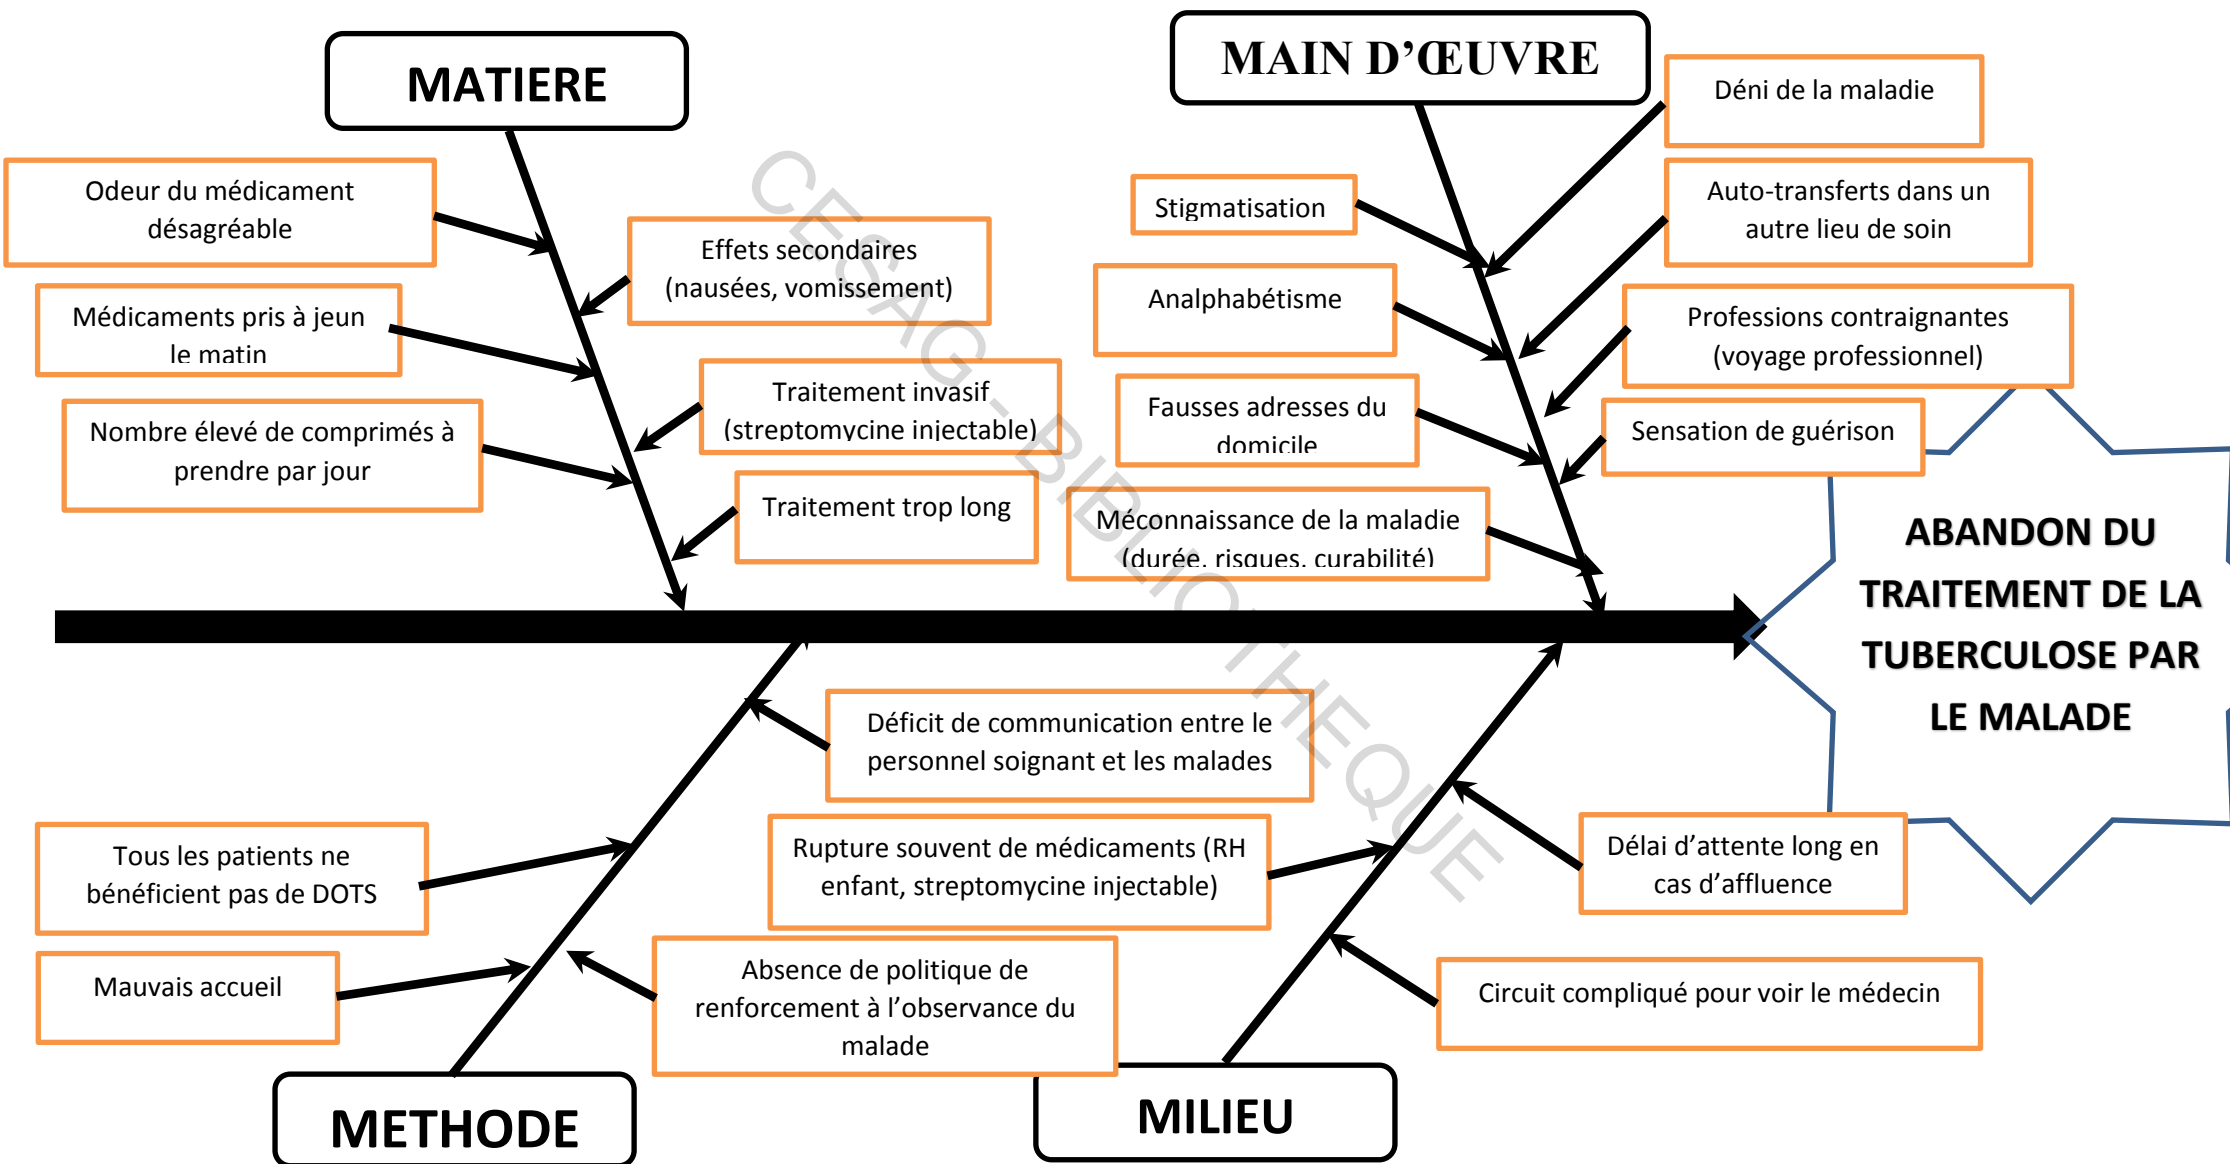 MATIERE
MAIN D’ŒUVRE
Odeur du médicament
désagréable
Médicaments pris à jeun
le matin
Nombre élevé de comprimés à
prendre par jour
Effets secondaires
(nausées, vomissement)
Traitement invasif
(streptomycine injectable)
Traitement trop long
Stigmatisation
Analphabétisme
Fausses adresses du
domicile
Méconnaissance de la maladie
(durée, risques, curabilité)
Déni de la maladie
Auto-transferts dans un
autre lieu de soin
Professions contraignantes
(voyage professionnel)
Sensation de guérison
ABANDON DU
TRAITEMENT DE LA
TUBERCULOSE PAR
LE MALADE
Déficit de communication entre le
personnel soignant et les malades
Tous les patients ne
bénéficient pas de DOTS
Mauvais accueil
Absence de politique de
renforcement à l’observance du
malade
Rupture souvent de médicaments (RH
enfant, streptomycine injectable)
Délai d’attente long en
cas d’affluence
Circuit compliqué pour voir le médecin
METHODE
MILIEU
CESAG - BIBLIOTHEQUE